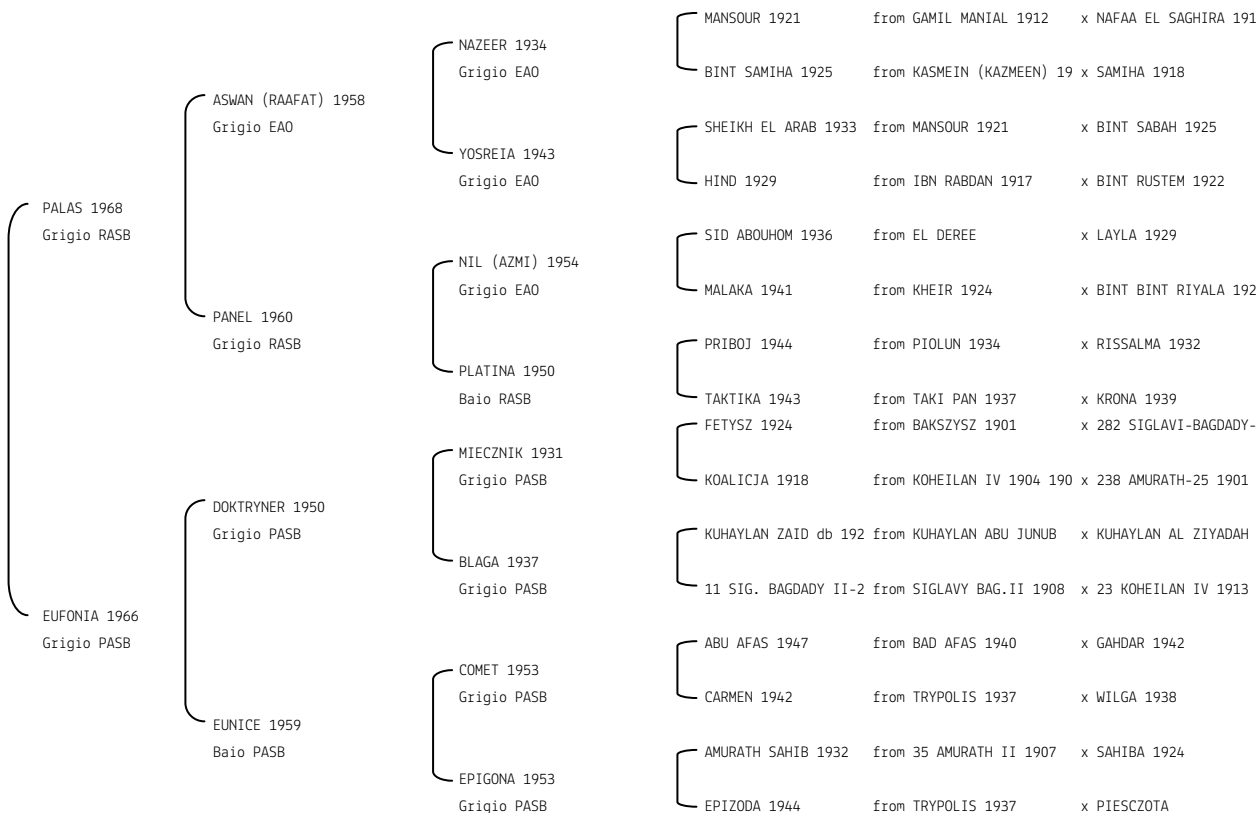 MANSOUR 1921 from GAMIL MANIAL 1912 x NAFAA EL SAGHIRA 191
NAZEER 1934
Grigio EAO BINT SAMIHA 1925 from KASMEIN (KAZMEEN) 19 x SAMIHA 1918
ASWAN (RAAFAT) 1958
Grigio EAO SHEIKH EL ARAB 1933 from MANSOUR 1921 x BINT SABAH 1925
YOSREIA 1943
Grigio EAO HIND 1929 from IBN RABDAN 1917 x BINT RUSTEM 1922
PALAS 1968
Grigio RASB SID ABOUHOM 1936 from EL DEREE x LAYLA 1929
NIL (AZMI) 1954
Grigio EAO MALAKA 1941 from KHEIR 1924 x BINT BINT RIYALA 192
PANEL 1960
Grigio RASB PRIBOJ 1944 from PIOLUN 1934 x RISSALMA 1932
PLATINA 1950
Baio RASB TAKTIKA 1943 from TAKI PAN 1937 x KRONA 1939
FETYSZ 1924 from BAKSZYSZ 1901 x 282 SIGLAVI-BAGDADY-
MIECZNIK 1931
Grigio PASB KOALICJA 1918 from KOHEILAN IV 1904 190 x 238 AMURATH-25 1901
DOKTRYNER 1950
Grigio PASB KUHAYLAN ZAID db 192 from KUHAYLAN ABU JUNUB x KUHAYLAN AL ZIYADAH
BLAGA 1937
Grigio PASB 11 SIG. BAGDADY II-2 from SIGLAVY BAG.II 1908 x 23 KOHEILAN IV 1913
EUFONIA 1966
Grigio PASB ABU AFAS 1947 from BAD AFAS 1940 x GAHDAR 1942
COMET 1953
Grigio PASB CARMEN 1942 from TRYPOLIS 1937 x WILGA 1938
EUNICE 1959
Baio PASB AMURATH SAHIB 1932 from 35 AMURATH II 1907 x SAHIBA 1924
EPIGONA 1953
Grigio PASB EPIZODA 1944 from TRYPOLIS 1937 x PIESCZOTA